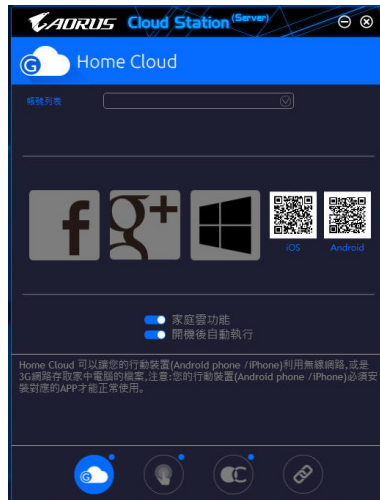 AORUS Cloud Station (Server)
G Home Cloud
帳號列表
f g+
iOS Android
家庭雲功能
開機後自動執行
Home Cloud 可以讓您的行動裝置(Android phone /iPhone)利用無線網路,或是
3G網路存取家中電腦的檔案,注意:您的行動裝置(Android phone /iPhone)必須安
裝對應的APP才能正常使用。
G